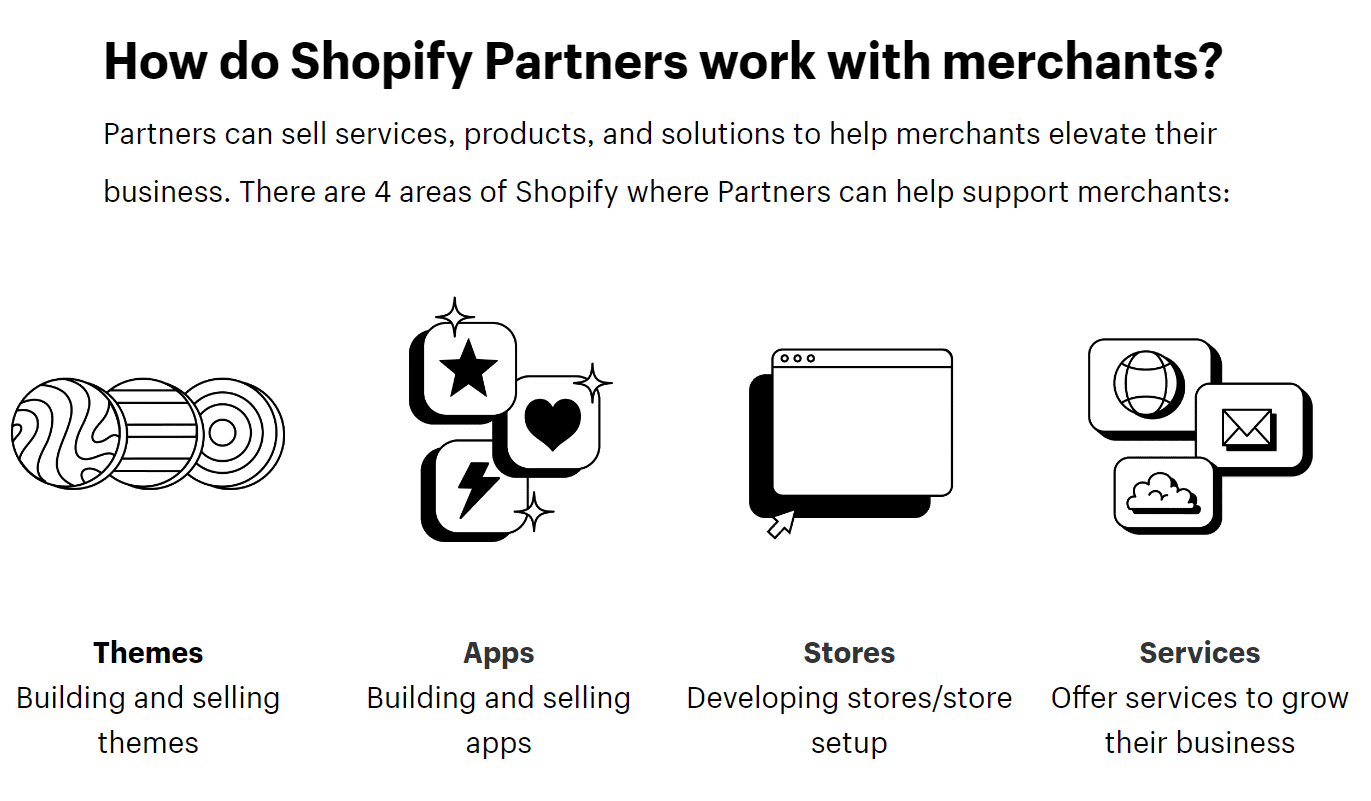 How do Shopify Partners work with merchants?
Partners can sell services, products, and solutions to help merchants elevate their
business. There are 4 areas of Shopify where Partners can help support merchants:
Themes
Building and selling
themes
Apps
Building and selling
apps
Stores
Developing stores/store
setup
Services
Offer services to grow
their business